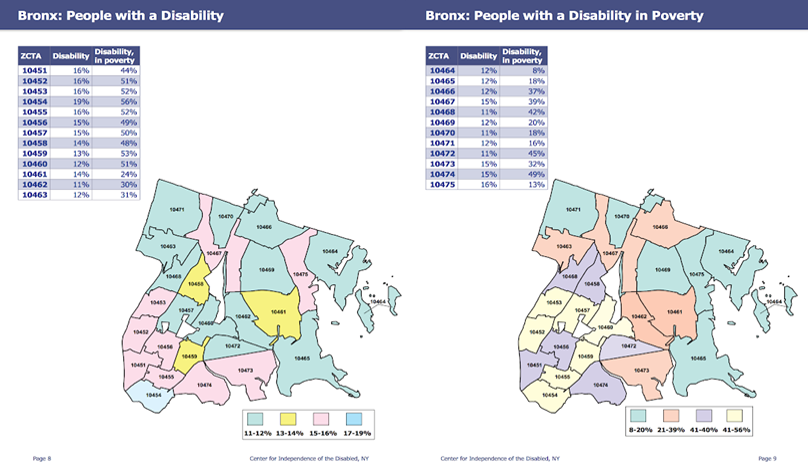 Bronx: People with a Disability
ZCTA Disability Disability, in poverty
10451 16% 44%
10452 16% 51%
10453 16% 52%
10454 19% 56%
10455 16% 52%
10456 15% 49%
10457 15% 50%
10458 14% 48%
10459 13% 53%
10460 12% 51%
10461 14% 24%
10462 11% 30%
10463 12% 31%
10471
10470
10466
10463
10467
10464
10469
10475
10468
10458
10464
10453
10457
10461
10462
10460
10452
10456
10472
10459
10465
10451
10473
10455
10474
10454
11-12% 13-14% 15-16% 17-19%
Page 8
Center for Independence of the Disabled, NY
Bronx: People with a Disability in Poverty
ZCTA Disability Disability, in poverty
10464 12% 8%
10465 12% 18%
10466 12% 37%
10467 15% 39%
10468 11% 42%
10469 12% 20%
10470 11% 18%
10471 12% 16%
10472 11% 45%
10473 15% 32%
10474 15% 49%
10475 16% 13%
10471
10470
10466
10463
10467
10464
10469
10475
10468
10458
10464
10453
10457
10461
10462
10460
10452
10456
10472
10459
10465
10451
10473
10455
10474
10454
8-20% 21-39% 41-40% 41-56%
Center for Independence of the Disabled, NY
Page 9